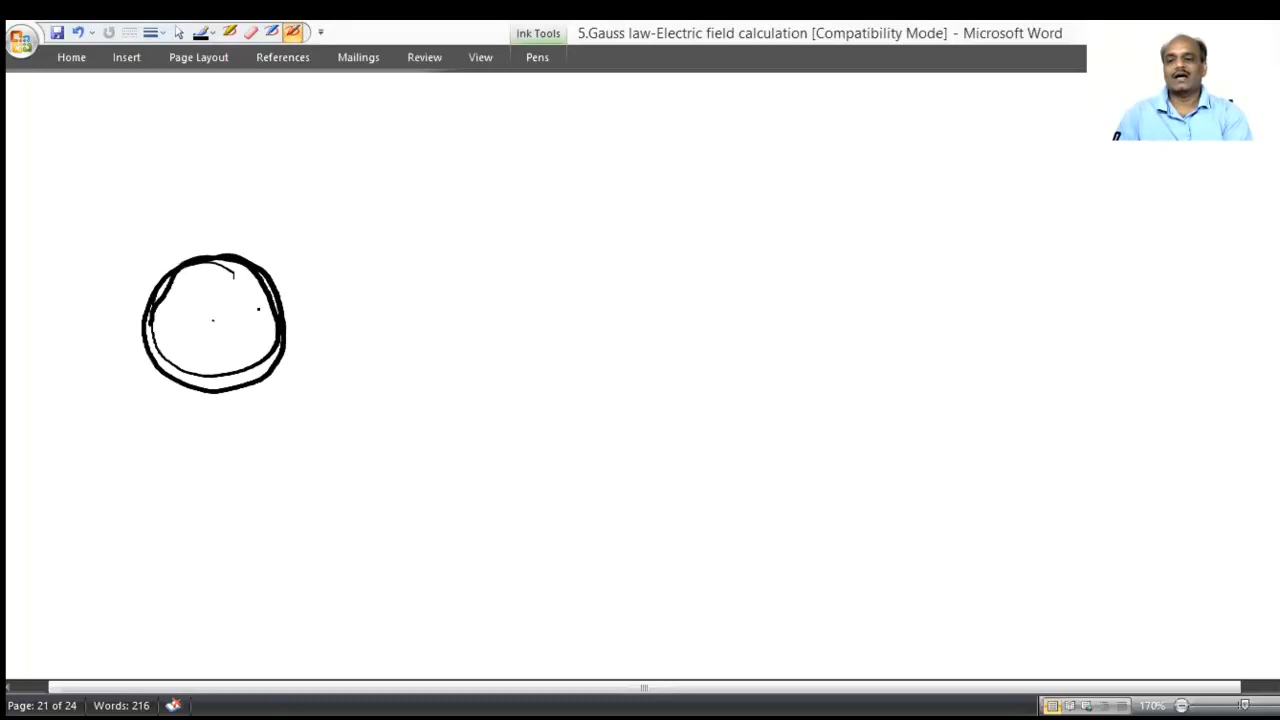 Ink Tools
5.Gauss law-Electric field calculation [Compatibility Mode] - Microsoft Word
Home Insert Page Layout References Mailings Review View Pens
Page: 21 of 24 Words: 216 170%